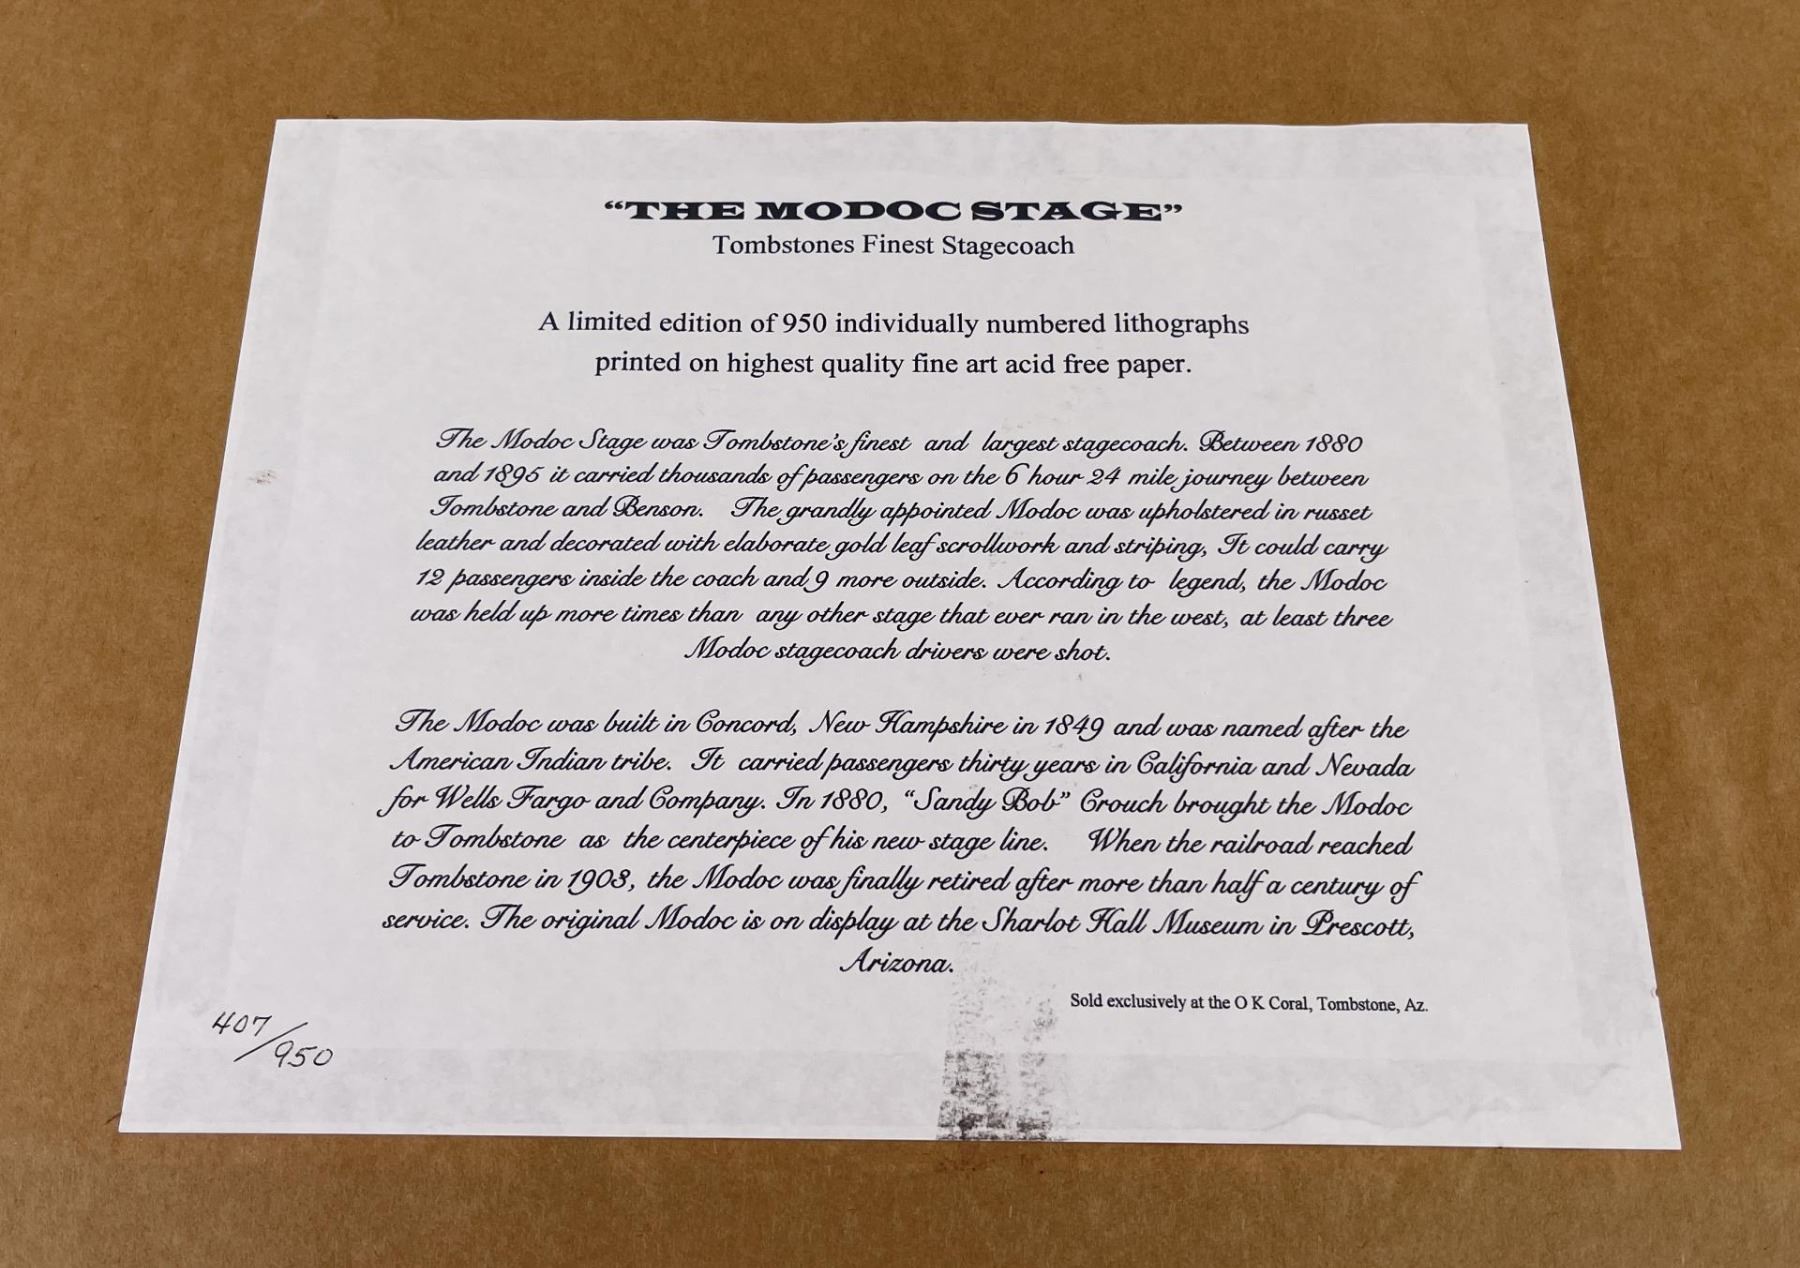 “THE MODOC STAGE”
Tombstones Finest Stagecoach
A limited edition of 950 individually numbered lithographs
printed on highest quality fine art acid free paper.
The Modoc Stage was Tombstone’s finest and largest stagecoach. Between 1880
and 1895 it carried thousands of passengers on the 6 hour 24 mile journey between
Tombstone and Benson. The grandly appointed Modoc was upholstered in russet
leather and decorated with elaborate gold leaf scrollwork and striping, It could carry
12 passengers inside the coach and 9 more outside. According to legend, the Modoc
was held up more times than any other stage that ever ran in the west, at least three
Modoc stagecoach drivers were shot.
The Modoc was built in Concord, New Hampshire in 1849 and was named after the
American Indian tribe. It carried passengers thirty years in California and Nevada
for Wells Fargo and Company. In 1880, “Sandy Bob” Crouch brought the Modoc
to Tombstone as the centerpiece of his new stage line. When the railroad reached
Tombstone in 1903, the Modoc was finally retired after more than half a century of
service. The original Modoc is on display at the Sharlot Hall Museum in Prescott,
Arizona.
Sold exclusively at the O K Coral, Tombstone, Az.
407/950